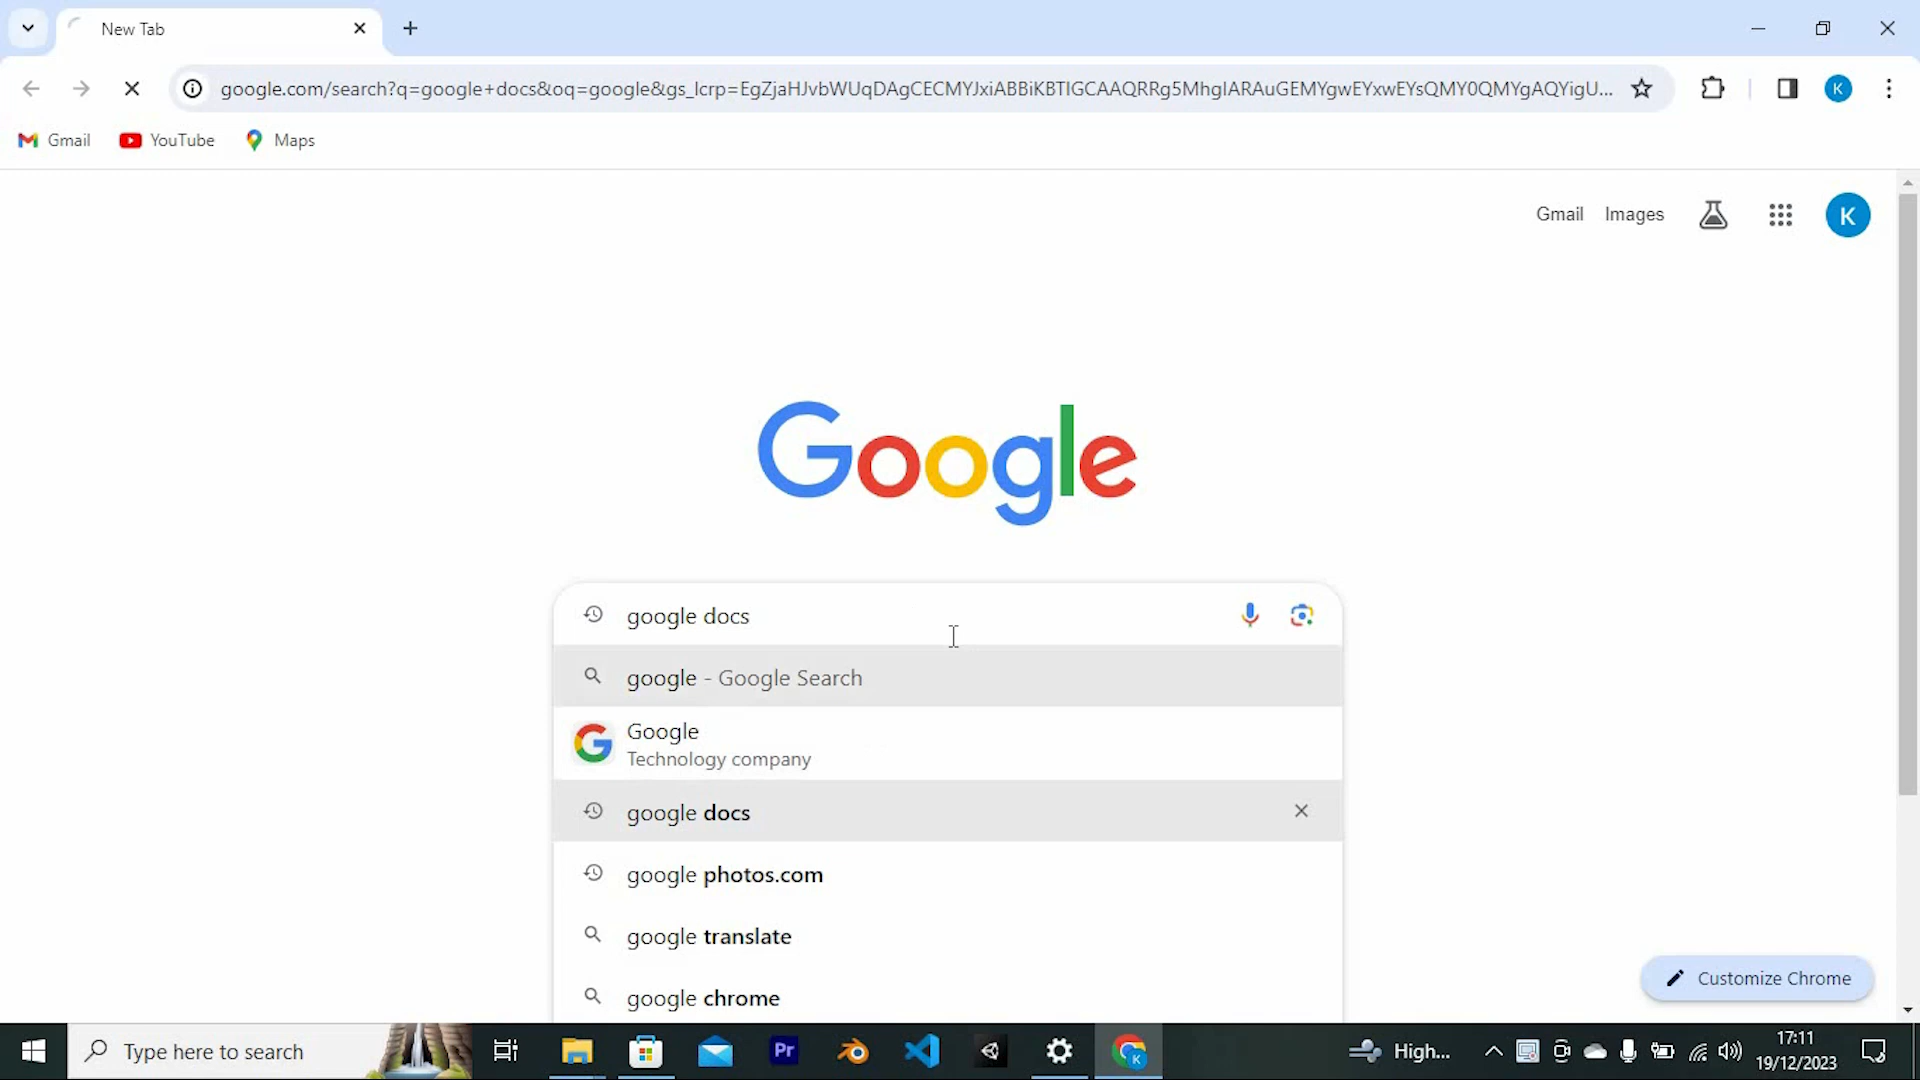 New Tab
google.com/search?q=google+docs&oq=google&gs_lcrp=EgZjaHJvbWUqDAgCECMYJxiABBiKBTIGCAAQRRg5MhgIARAuGEMYgwEYxwEYsQMY0QMYgAQYigU...
K
Gmail
YouTube
Maps
Gmail
Images
K
Google
google docs
google - Google Search
Google
Technology company
google docs
google photos.com
google translate
google chrome
Customize Chrome
Type here to search
Pr
K
High...
17:11
19/12/2023